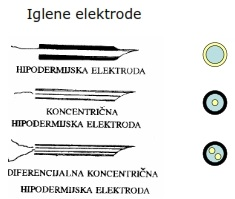 Iglene elektrode
HIPODERMIJSKA ELEKTRODA
KONCENTRIČNA
HIPODERMIJSKA ELEKTRODA
DIFERENCIJALNA KONCENTRIČNA
HIPODERMIJSKA ELEKTRODA